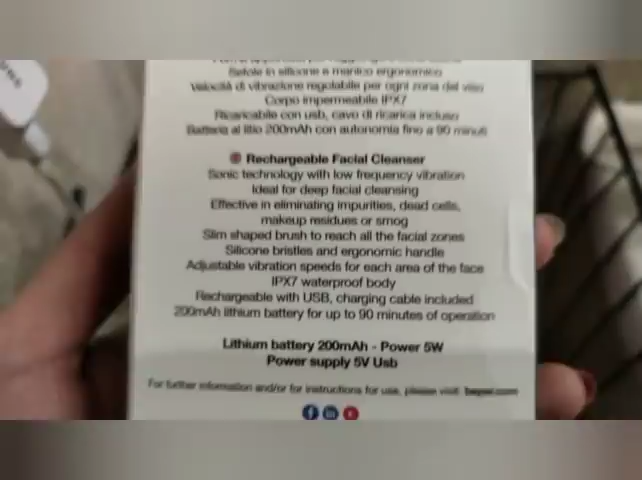 Setole in silicone a manico ergonomico
Velocità di vibrazione regolabile per ogni zona del viso
Corpo impermeabile IPX7
Ricaricabile con usb, cavo di ricarica incluso
Batteria al litio 200mAh con autonomia fino a 90 minuti
Rechargeable Facial Cleanser
Sonic technology with low frequency vibration
Ideal for deep facial cleansing
Effective in eliminating impurities, dead cells,
makeup residues or smog
Slim shaped brush to reach all the facial zones
Silicone bristles and ergonomic handle
Adjustable vibration speeds for each area of the face
IPX7 waterproof body
Rechargeable with USB, charging cable included
200mAh lithium battery for up to 90 minutes of operation
Lithium battery 200mAh - Power 5W
Power supply 5V Usb
For further information and/or for instructions for use, please visit: beper.com